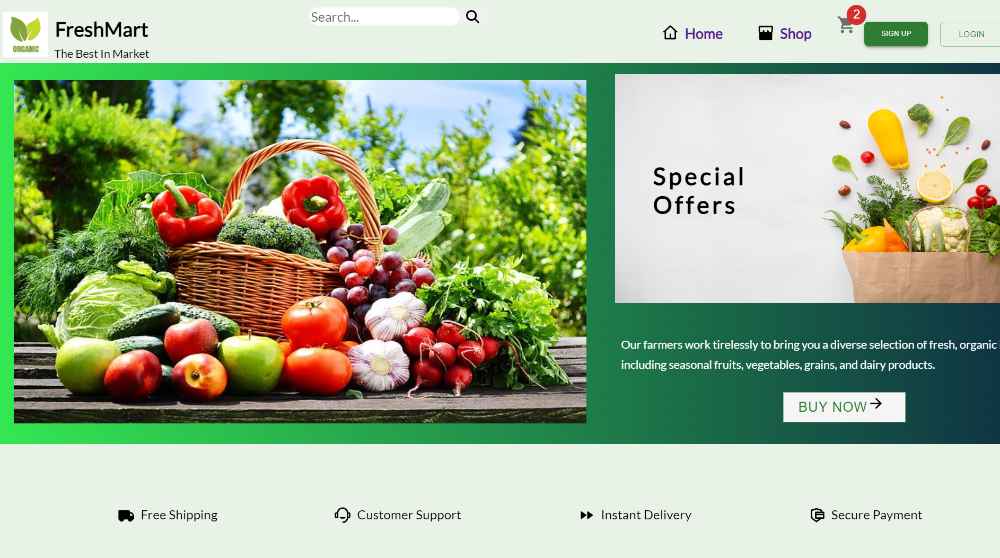 ORGANIC
FreshMart
The Best In Market
Search...
Home
Shop
2
SIGN UP
LOGIN
Special
Offers
Our farmers work tirelessly to bring you a diverse selection of fresh, organic
including seasonal fruits, vegetables, grains, and dairy products.
BUY NOW
Free Shipping
Customer Support
Instant Delivery
Secure Payment